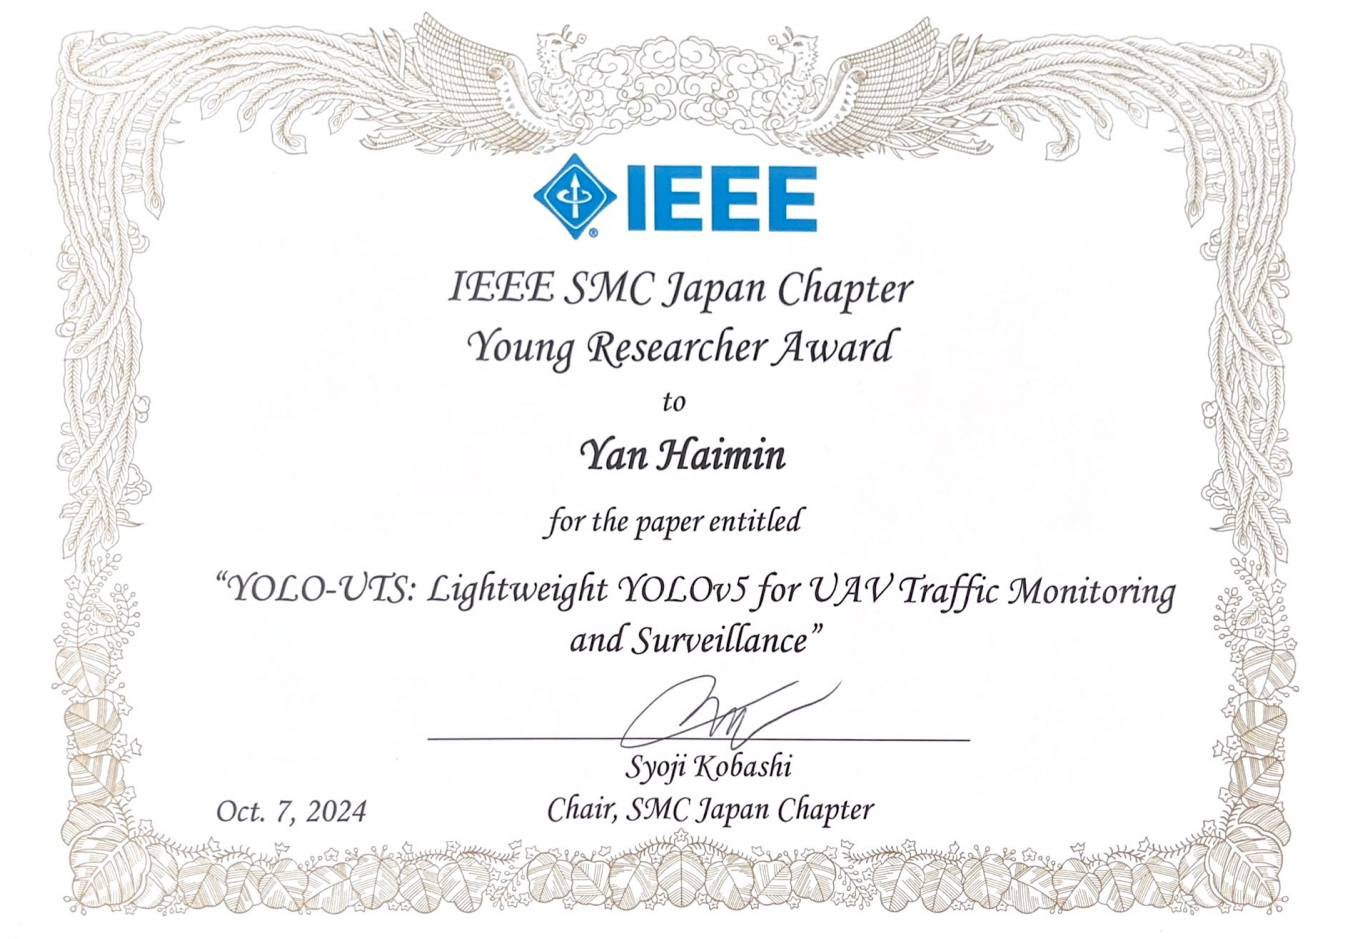 IEEE
IEEE SMC Japan Chapter
Young Researcher Award
to
Yan Haimin
for the paper entitled
“YOLO-UTS: Lightweight YOLOv5 for UAV Traffic Monitoring
and Surveillance”
Syoji Kobashi
Oct. 7, 2024
Chair, SMC Japan Chapter